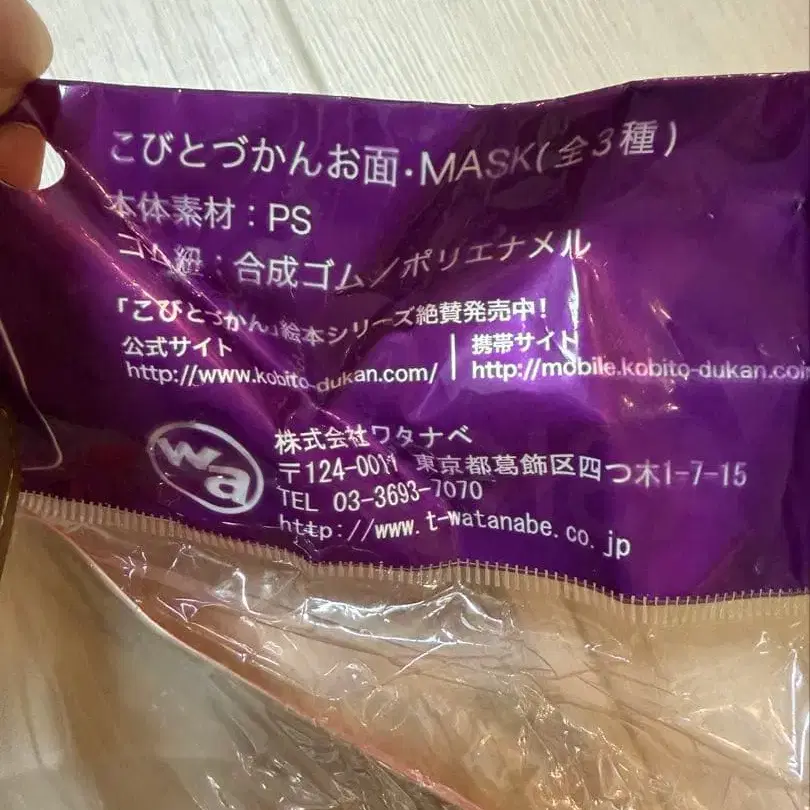 こびとづかんお面・MASK(全3種)
本体素材：PS
ゴム紐：合成ゴム／ポリエナメル
「こびとづかん」絵本シリーズ絶賛発売中！
公式サイト
http://www.kobito-dukan.com/
携帯サイト
http://mobile.kobito-dukan.com
wa
株式会社ワタナベ
〒124-0011 東京都葛飾区四つ木1-7-15
TEL 03-3693-7070
http://www.t-watanabe.co.jp